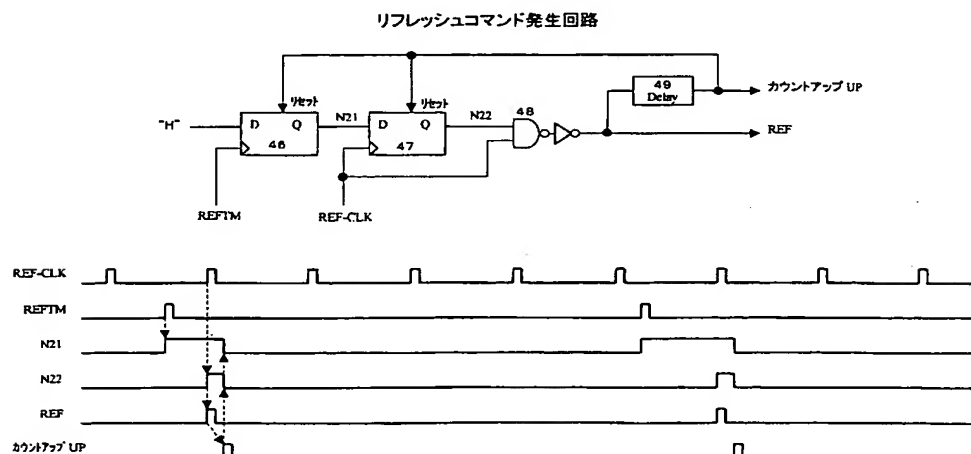 リフレッシュコマンド発生回路
リセット
リセット
49
Delay
カウントアップ UP
"H"
D Q
46
N21
D Q
47
N22
48
REF
REFTM
REF-CLK
REF-CLK
REFTM
N21
N22
REF
カウントアップ UP